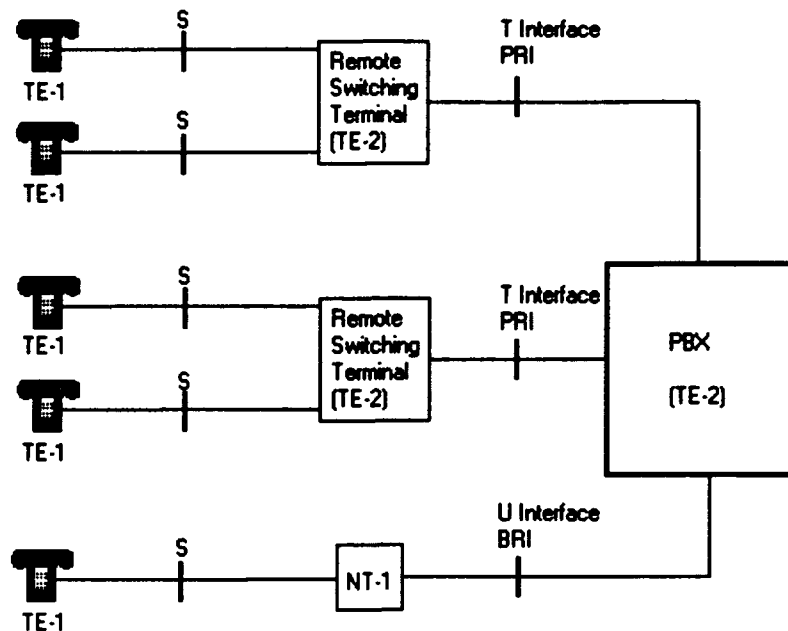 S
TE-1
Remote
Switching
Terminal
(TE-2)
T Interface
PRI
S
TE-1
S
TE-1
Remote
Switching
Terminal
(TE-2)
T Interface
PRI
PBX
(TE-2)
S
TE-1
U Interface
BRI
S
NT-1
TE-1